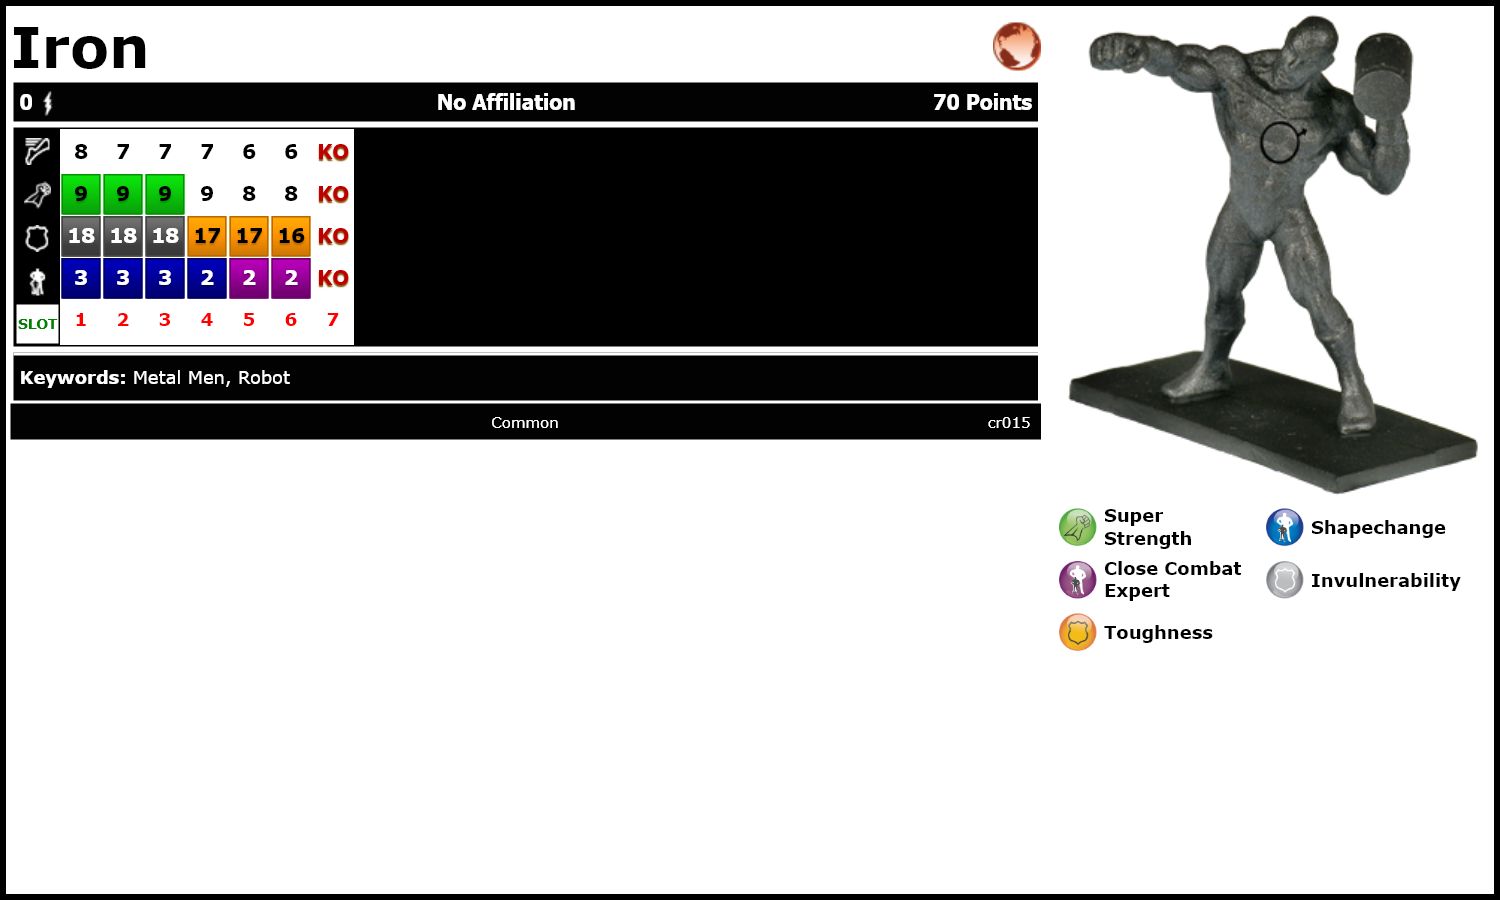 Iron
0 No Affiliation 70 Points
8 7 7 7 6 6 KO
9 9 9 9 8 8 KO
18 18 18 17 17 16 KO
3 3 3 2 2 2 KO
SLOT 1 2 3 4 5 6 7
Keywords: Metal Men, Robot
Common cr015
Super
Strength
Shapechange
Close Combat
Expert
Invulnerability
Toughness